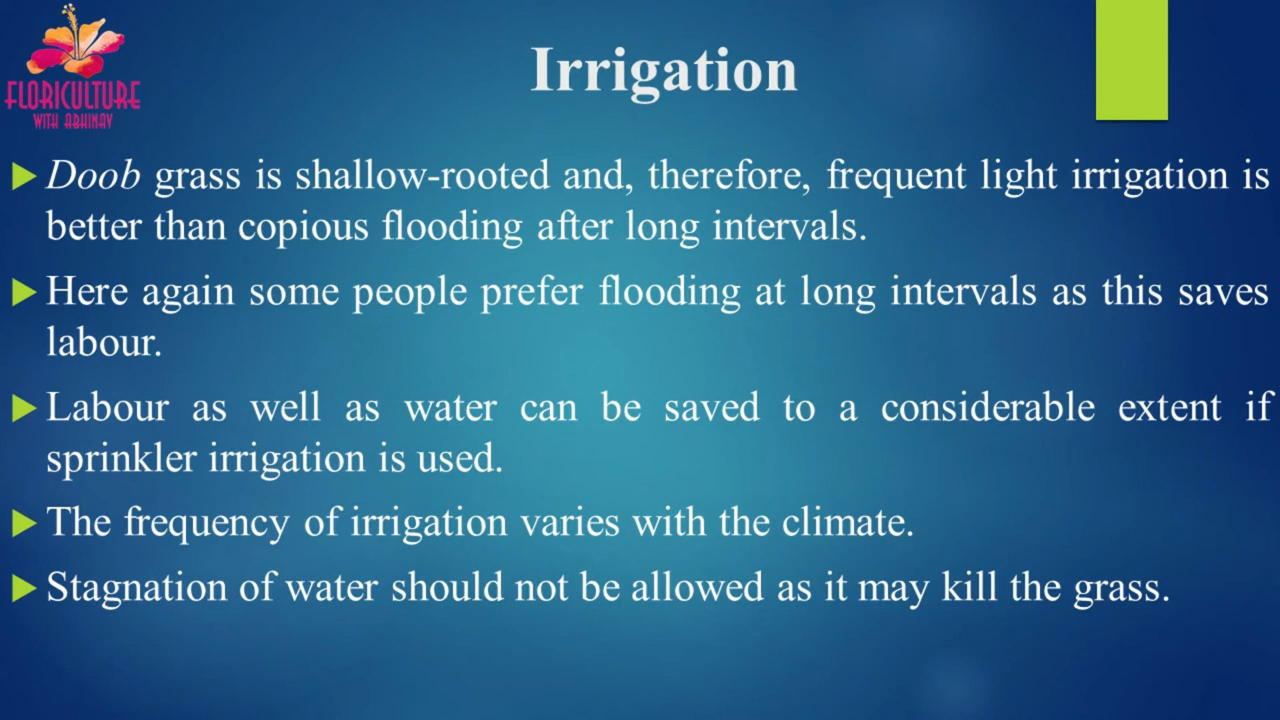 FLORICULTURE
WITH ABHINAV
Irrigation
Doob grass is shallow-rooted and, therefore, frequent light irrigation is
better than copious flooding after long intervals.
Here again some people prefer flooding at long intervals as this saves
labour.
Labour as well as water can be saved to a considerable extent if
sprinkler irrigation is used.
The frequency of irrigation varies with the climate.
Stagnation of water should not be allowed as it may kill the grass.